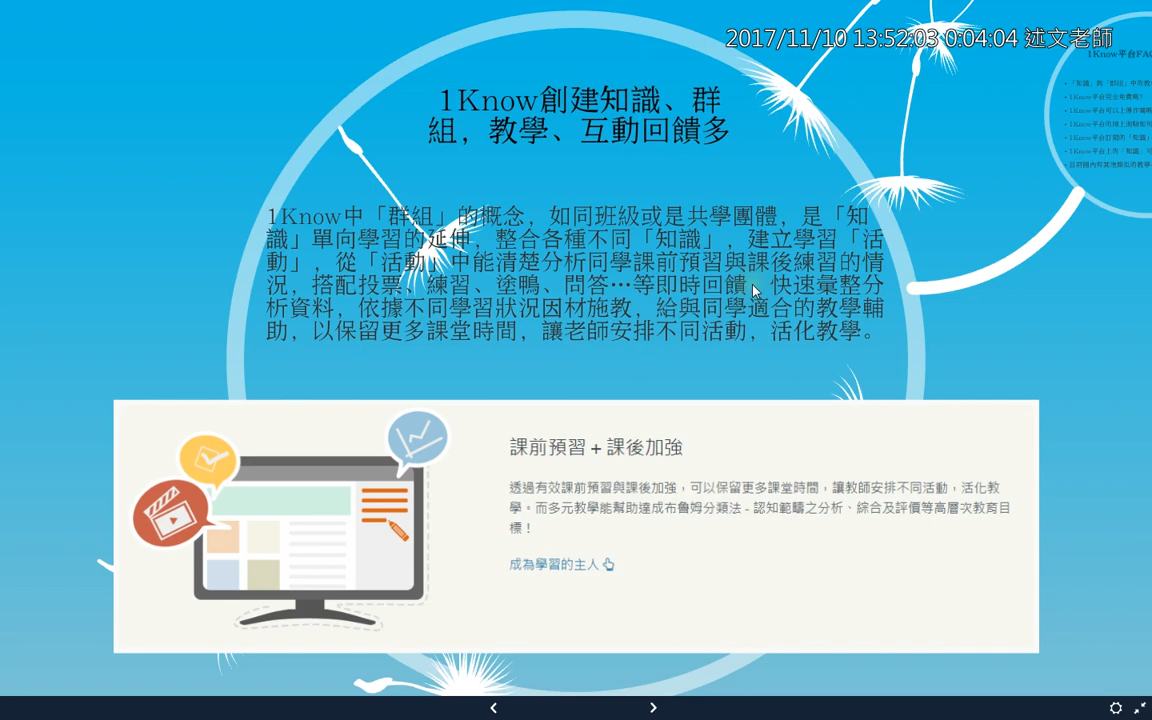 2017/11/10 13:52:03 0:04:04 述文老師
1Know創建知識、群
組，教學、互動回饋多
1Know中「群組」的概念，如同班級或是共學團體，是「知
識」單向學習的延伸，整合各種不同「知識」，建立學習「活
動」，從「活動」中能清楚分析同學課前預習與課後練習的情
況，搭配投票、練習、塗鴨、問答…等即時回饋、快速彙整分
析資料，依據不同學習狀況因材施教，給與同學適合的教學輔
助，以保留更多課堂時間，讓老師安排不同活動，活化教學。
課前預習 + 課後加強
透過有效課前預習與課後加強，可以保留更多課堂時間，讓教師安排不同活動，活化教
學。而多元教學能幫助達成布魯姆分類法 - 認知範疇之分析、綜合及評價等高層次教育目
標！
成為學習的主人
1Know平台FAQ
1Know平台完全免費嗎？